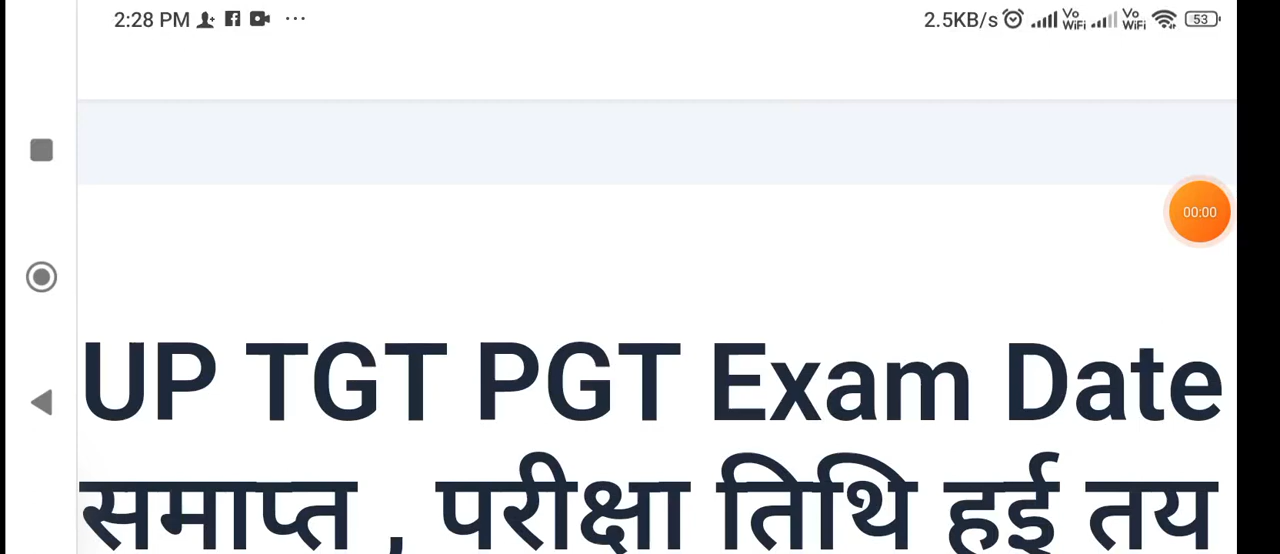 2:28 PM ... 2.5KB/s Vo WiFi Vo WiFi 53
00:00
UP TGT PGT Exam Date
समाप्त , परीक्षा तिथि हई तय